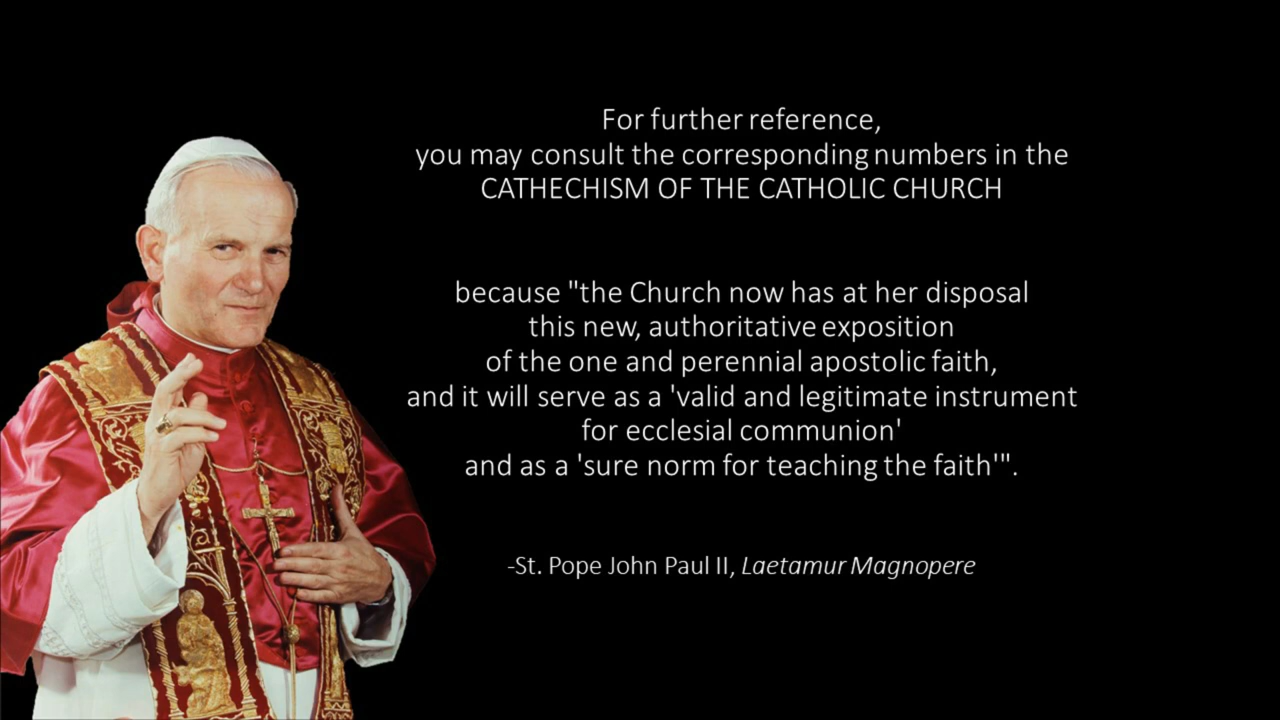 For further reference,
you may consult the corresponding numbers in the
CATHECHISM OF THE CATHOLIC CHURCH
because "the Church now has at her disposal
this new, authoritative exposition
of the one and perennial apostolic faith,
and it will serve as a 'valid and legitimate instrument
for ecclesial communion'
and as a 'sure norm for teaching the faith'".
-St. Pope John Paul II, Laetamur Magnopere